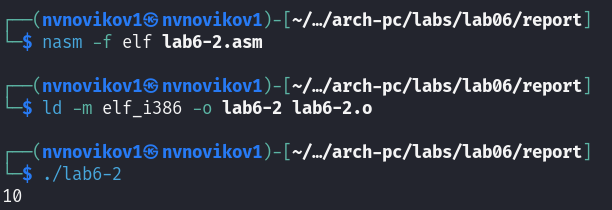 ┌──(nvnovikov1㉿nvnovikov1)-[~/…/arch-pc/labs/lab06/report]
└─$ nasm -f elf lab6-2.asm
┌──(nvnovikov1㉿nvnovikov1)-[~/…/arch-pc/labs/lab06/report]
└─$ ld -m elf_i386 -o lab6-2 lab6-2.o
┌──(nvnovikov1㉿nvnovikov1)-[~/…/arch-pc/labs/lab06/report]
└─$ ./lab6-2
10